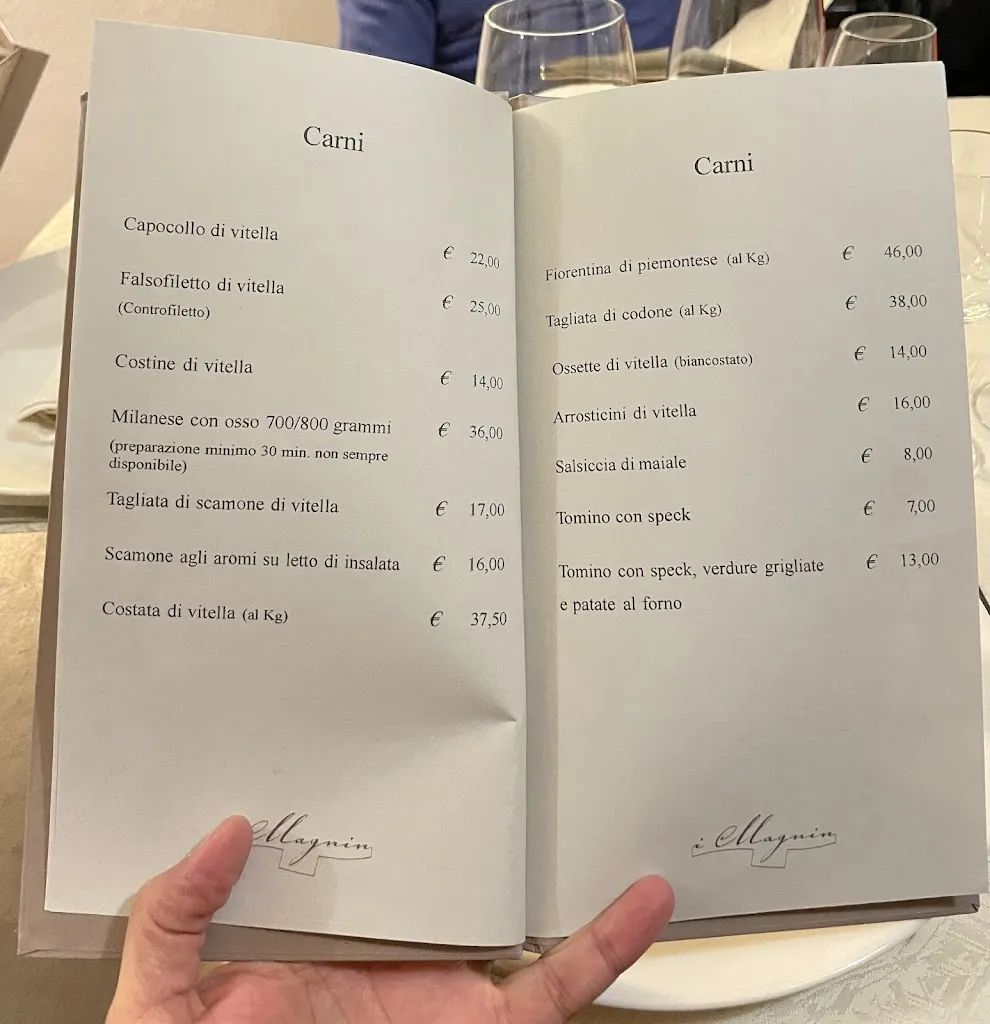 Carni
Capocollo di vitella € 22,00
Falsofiletto di vitella € 25,00
(Controfiletto)
Costine di vitella € 14,00
Milanese con osso 700/800 grammi € 36,00
(preparazione minimo 30 min. non sempre
disponibile)
Tagliata di scamone di vitella € 17,00
Scamone agli aromi su letto di insalata € 16,00
Costata di vitella (al Kg) € 37,50
Magnin
Carni
Fiorentina di piemontese (al Kg) € 46,00
Tagliata di codone (al Kg) € 38,00
Ossette di vitella (biancostato) € 14,00
Arrosticini di vitella € 16,00
Salsiccia di maiale € 8,00
Tomino con speck € 7,00
Tomino con speck, verdure grigliate € 13,00
e patate al forno
i Magnin